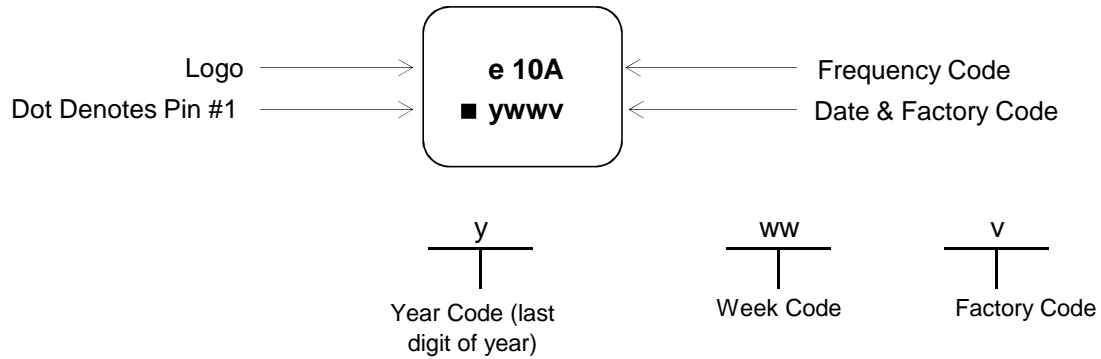 Logo
e 10A
Frequency Code
Dot Denotes Pin #1
■ ywwv
Date & Factory Code
y
ww
v
Year Code (last
digit of year)
Week Code
Factory Code